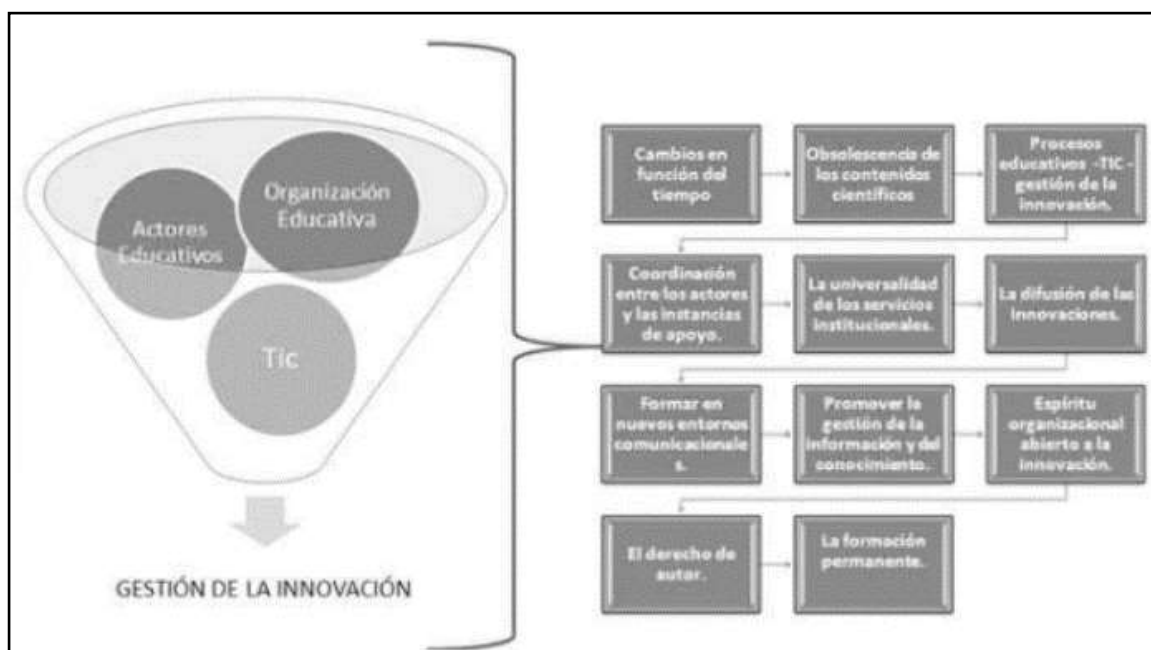 Actores
Educativos
Organización
Educativa
Tic
GESTIÓN DE LA INNOVACIÓN
Cambios en
función del
tiempo
Obsolescencia de
los contenidos
científicos
Procesos
educativos -TIC -
gestión de la
innovación.
Coordinación
entre los actores
y las instancias
de apoyo.
La universalidad
de los servicios
institucionales.
La difusión de las
innovaciones.
Formar en
nuevos entornos
comunicacionale
s.
Promover la
gestión de la
información y del
conocimiento.
Espíritu
organizacional
abierto a la
innovación.
El derecho de
autor.
La formación
permanente.